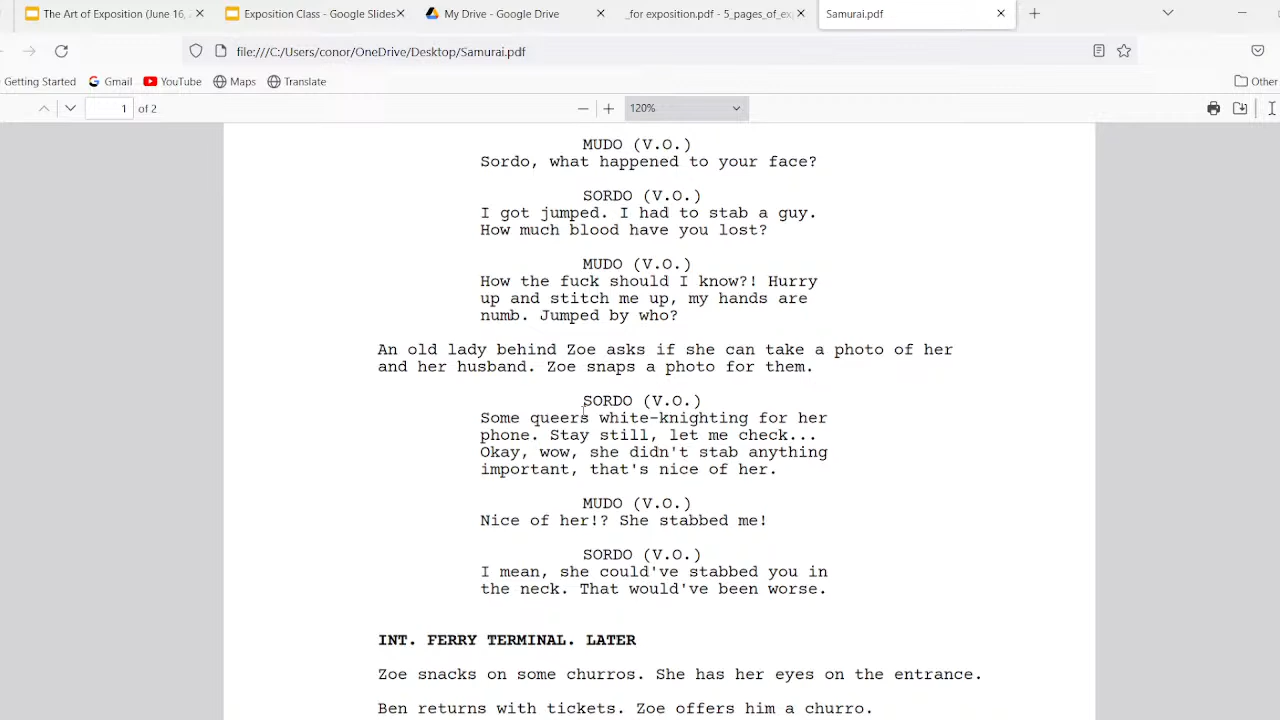 The Art of Exposition (June 16,
Exposition Class - Google Slides
My Drive - Google Drive
_for exposition.pdf - 5_pages_of_ex
Samurai.pdf
file:///C:/Users/conor/OneDrive/Desktop/Samurai.pdf
Getting Started
Gmail
YouTube
Maps
Translate
Other
1 of 2
120%
MUDO (V.O.)
Sordo, what happened to your face?
SORDO (V.O.)
I got jumped. I had to stab a guy.
How much blood have you lost?
MUDO (V.O.)
How the fuck should I know?! Hurry
up and stitch me up, my hands are
numb. Jumped by who?
An old lady behind Zoe asks if she can take a photo of her
and her husband. Zoe snaps a photo for them.
SORDO (V.O.)
Some queers white-knighting for her
phone. Stay still, let me check...
Okay, wow, she didn't stab anything
important, that's nice of her.
MUDO (V.O.)
Nice of her!? She stabbed me!
SORDO (V.O.)
I mean, she could've stabbed you in
the neck. That would've been worse.
INT. FERRY TERMINAL. LATER
Zoe snacks on some churros. She has her eyes on the entrance.
Ben returns with tickets. Zoe offers him a churro.